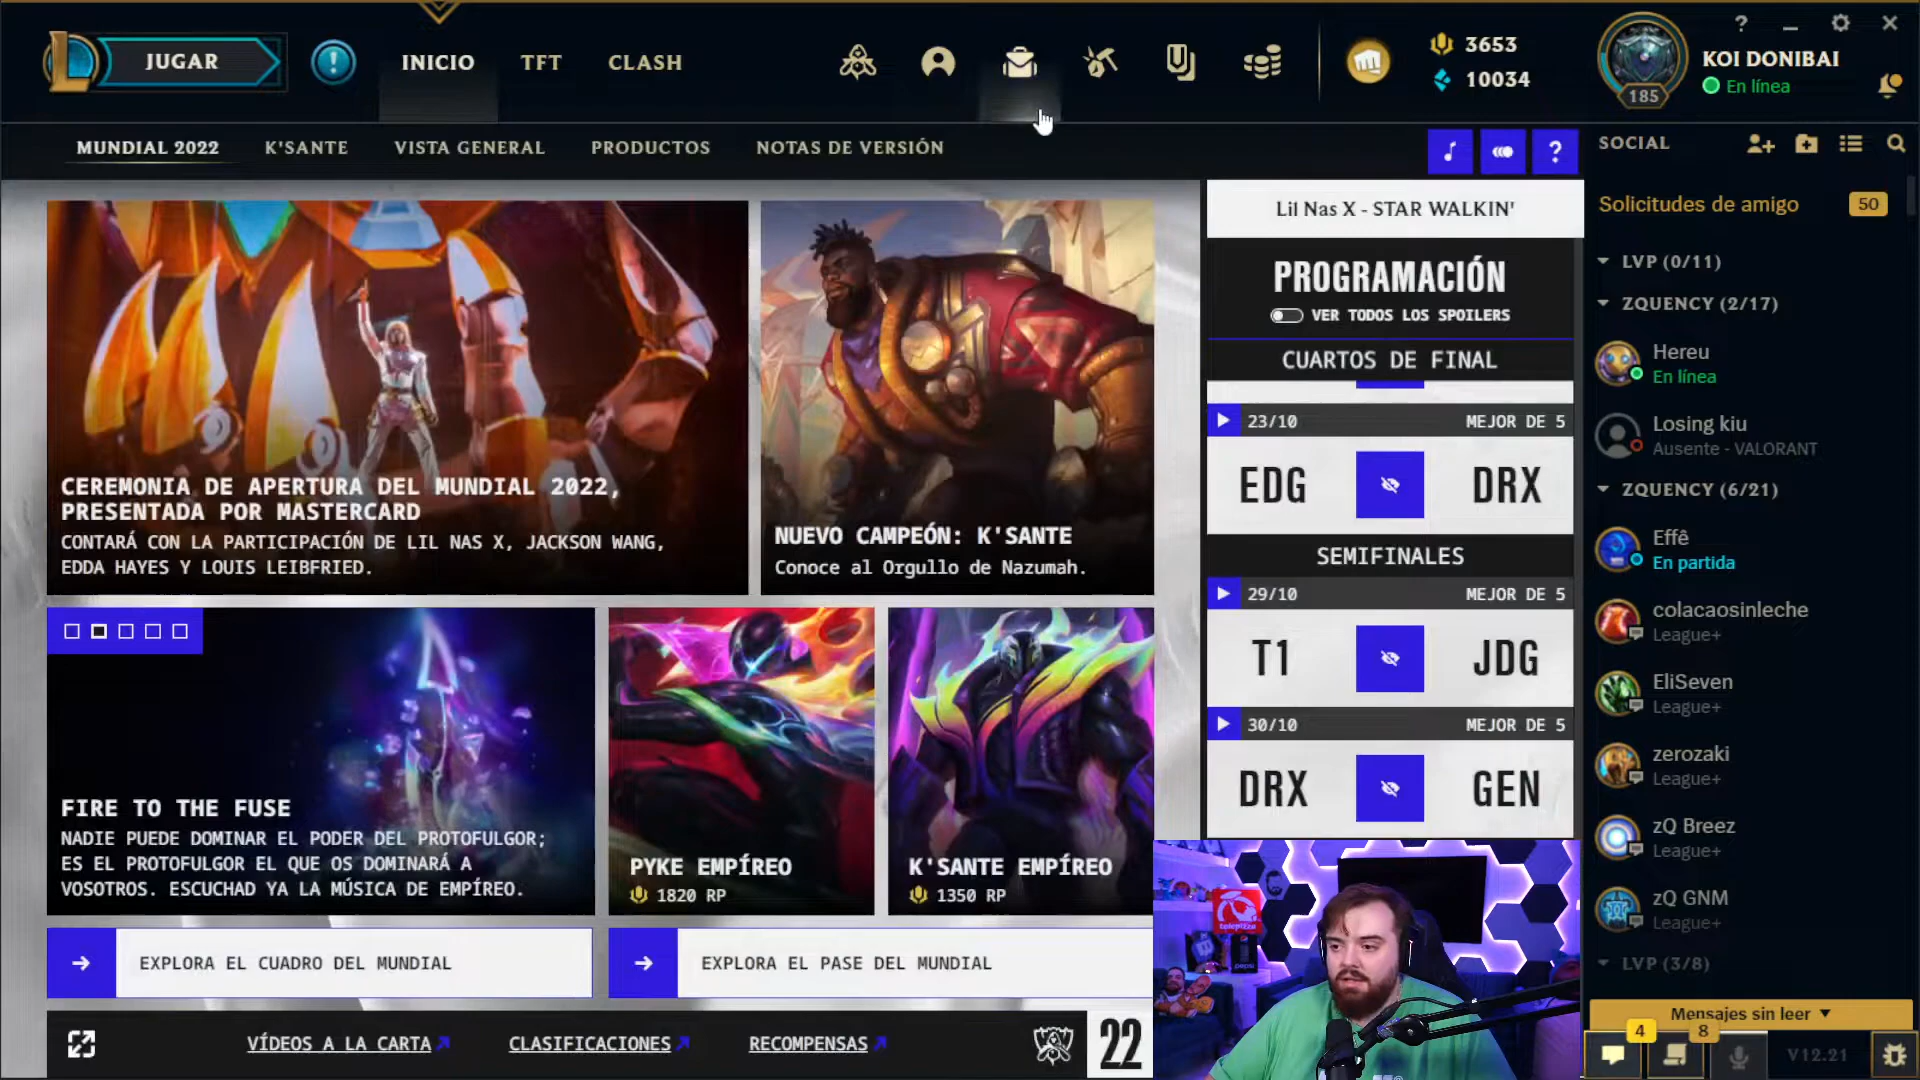 JUGAR
INICIO
TFT
CLASH
3653
10034
185
KOI DONIBAI
En línea
MUNDIAL 2022
K'SANTE
VISTA GENERAL
PRODUCTOS
NOTAS DE VERSIÓN
SOCIAL
Lil Nas X - STAR WALKIN'
PROGRAMACIÓN
VER TODOS LOS SPOILERS
CUARTOS DE FINAL
23/10
MEJOR DE 5
EDG
DRX
SEMIFINALES
29/10
MEJOR DE 5
T1
JDG
30/10
MEJOR DE 5
DRX
GEN
CEREMONIA DE APERTURA DEL MUNDIAL 2022,
PRESENTADA POR MASTERCARD
CONTARÁ CON LA PARTICIPACIÓN DE LIL NAS X, JACKSON WANG,
EDDA HAYES Y LOUIS LEIBFRIED.
NUEVO CAMPEÓN: K'SANTE
Conoce al Orgullo de Nazumah.
FIRE TO THE FUSE
NADIE PUEDE DOMINAR EL PODER DEL PROTOFULGOR;
ES EL PROTOFULGOR EL QUE OS DOMINARÁ A
VOSOTROS. ESCUCHAD YA LA MÚSICA DE EMPÍREO.
PYKE EMPÍREO
1820 RP
K'SANTE EMPÍREO
1350 RP
EXPLORA EL CUADRO DEL MUNDIAL
EXPLORA EL PASE DEL MUNDIAL
VÍDEOS A LA CARTA
CLASIFICACIONES
RECOMPENSAS
22
Solicitudes de amigo
50
LVP (0/11)
ZQUENCY (2/17)
Hereu
En línea
Losing kiu
Ausente - VALORANT
ZQUENCY (6/21)
Effê
En partida
colacaosinleche
League+
EliSeven
League+
zerozaki
League+
zQ Breez
League+
zQ GNM
League+
LVP (3/8)
Mensajes sin leer
4
8
V12.21
telepizza
pepsi